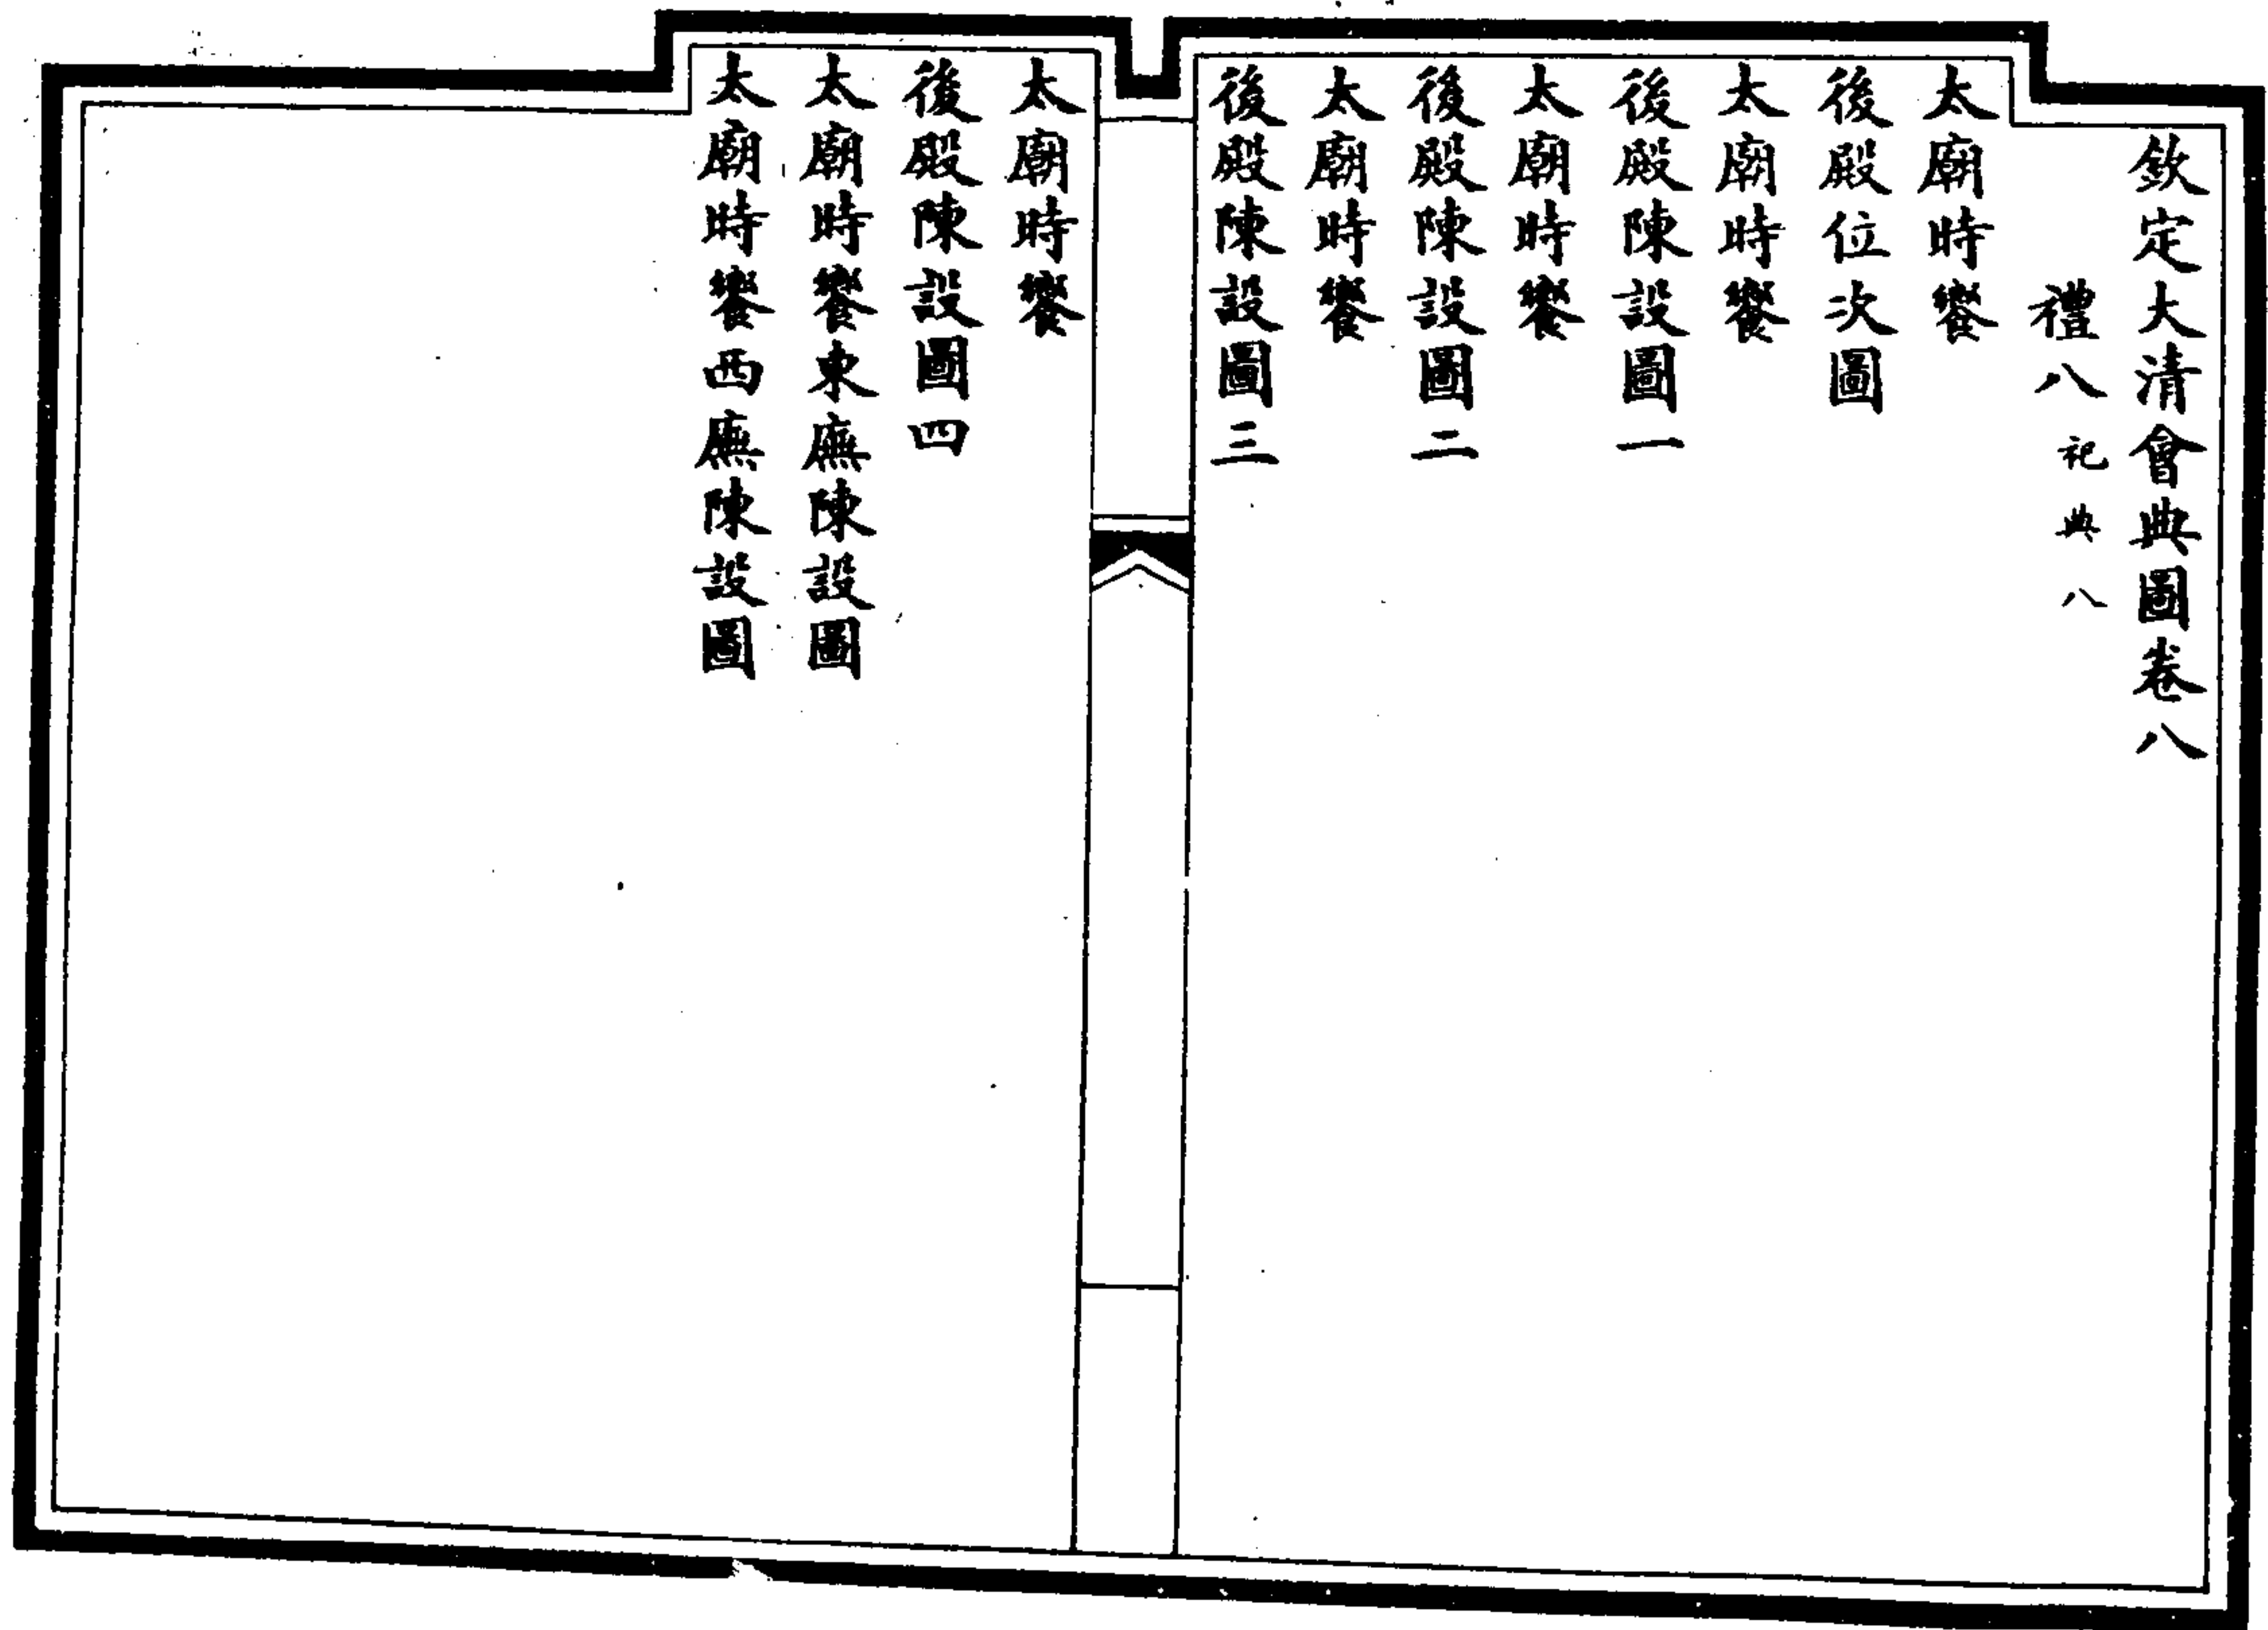 欽定大清會典圖卷八
禮八 祀典八
太廟時饗
後殿位次圖
太廟時饗
後殿陳設圖一
太廟時饗
後殿陳設圖二
太廟時饗
後殿陳設圖三
太廟時饗
後殿陳設圖四
太廟時饗東廡陳設圖
太廟時饗西廡陳設圖